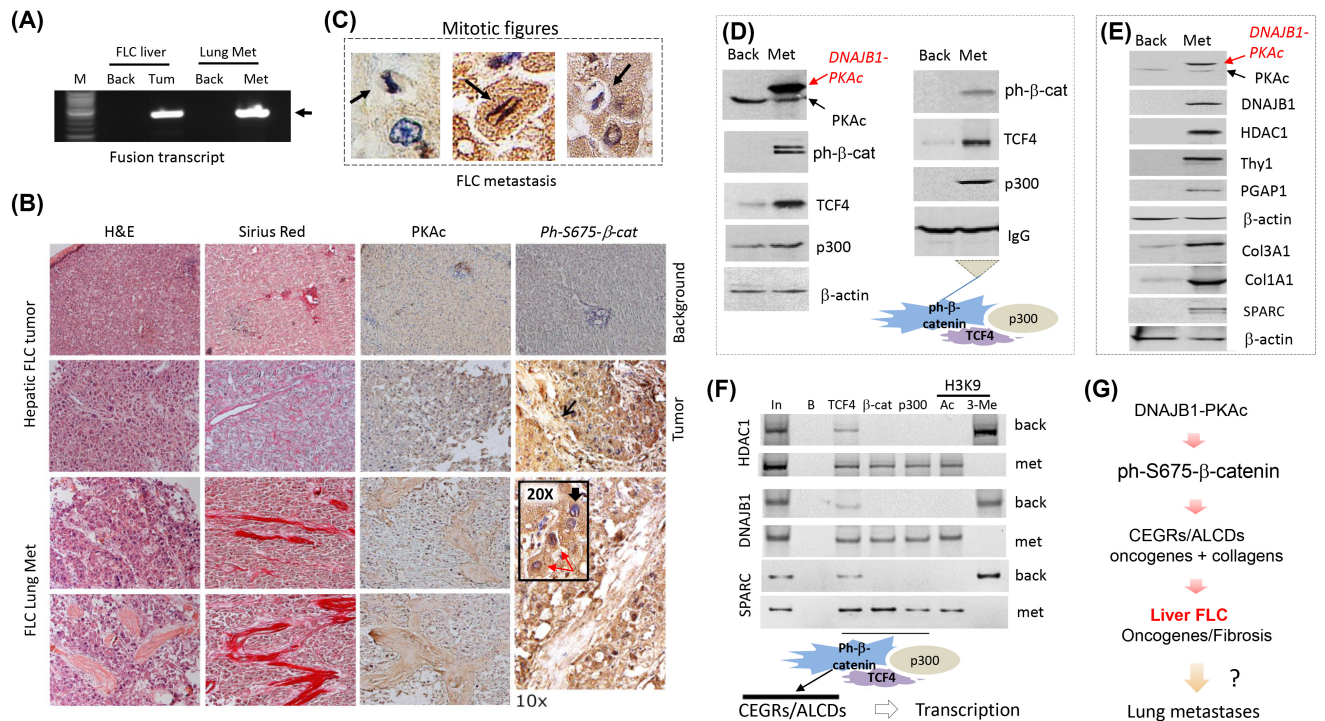 (A)
FLC liver
Lung Met
M
Back
Tum
Back
Met
Fusion transcript
(B)
H&E
Sirius Red
PKAc
Ph-S675-β-cat
Hepatic FLC tumor
Background
Tumor
FLC Lung Met
20X
10x
(C)
Mitotic figures
FLC metastasis
(D)
Back
Met
DNAJB1-
PKAc
PKAc
ph-β-cat
TCF4
p300
β-actin
Back
Met
ph-β-cat
TCF4
p300
IgG
ph-β-
catenin
p300
TCF4
(E)
Back
Met
DNAJB1-
PKAc
PKAc
DNAJB1
HDAC1
Thy1
PGAP1
β-actin
Col3A1
Col1A1
SPARC
β-actin
(F)
H3K9
In
B
TCF4
β-cat
p300
Ac
3-Me
HDAC1
back
met
DNAJB1
back
met
SPARC
back
met
Ph-β-
catenin
p300
TCF4
CEGRs/ALCDs
Transcription
(G)
DNAJB1-PKAc
ph-S675-β-catenin
CEGRs/ALCDs
oncogenes + collagens
Liver FLC
Oncogenes/Fibrosis
?
Lung metastases